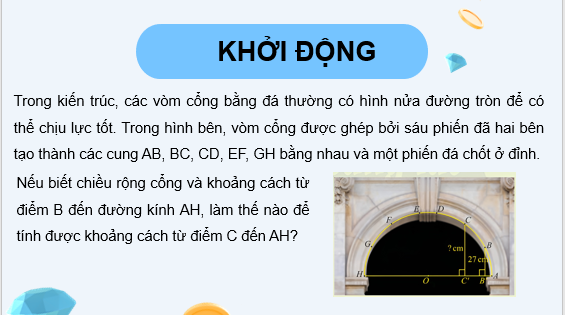 KHỞI ĐỘNG
Trong kiến trúc, các vòm cổng bằng đá thường có hình nửa đường tròn để có
thể chịu lực tốt. Trong hình bên, vòm cổng được ghép bởi sáu phiến đã hai bên
tạo thành các cung AB, BC, CD, EF, GH bằng nhau và một phiến đá chốt ở đỉnh.
Nếu biết chiều rộng cổng và khoảng cách từ
điểm B đến đường kính AH, làm thế nào để
tính được khoảng cách từ điểm C đến AH?
E D
F C
G ? cm B
27 cm
H O C' B' A